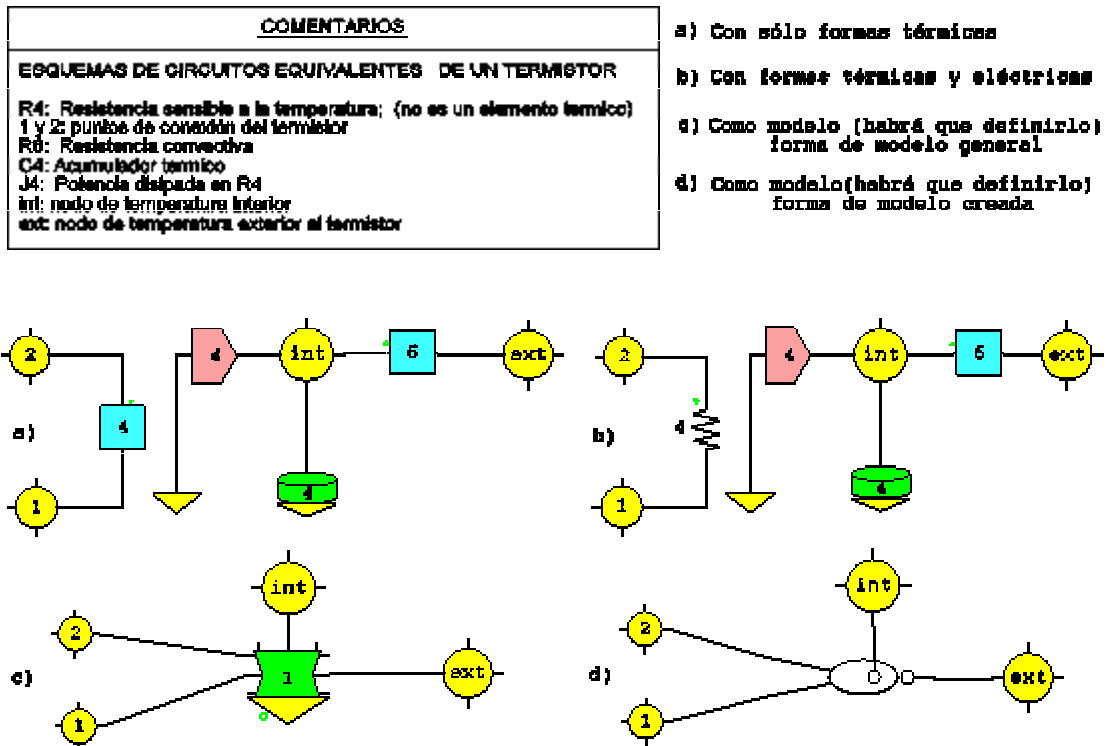 COMENTARIOS
ESQUEMAS DE CIRCUITOS EQUIVALENTES DE UN TERMISTOR
R4: Resistencia sensible a la temperatura; (no es un elemento termico)
1 y 2: puntos de conexión del termistor
R6: Resistencia convectiva
C4: Acumulador termico
J4: Potencia disipada en R4
int: nodo de temperatura interior
ext: nodo de temperatura exterior al termistor
a) Con sólo formas térmicas
b) Con formas térmicas y eléctricas
c) Como modelo (habrá que definirlo)
forma de modelo general
d) Como modelo(habrá que definirlo)
forma de modelo creada
2
4
int
6
ext
a)
4
1
4
2
4
int
6
ext
b)
4
1
4
int
2
c)
1
ext
1
int
2
d)
ext
1